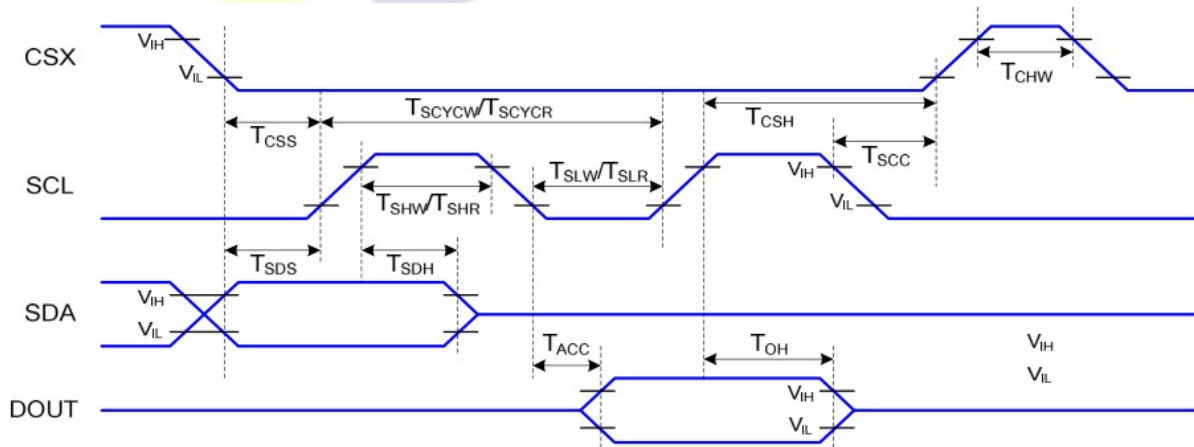 CSX
VIH
VIL
TCHW
TSCYCW/TSCYCR
TCSS
TCSH
TSCC
SCL
TSHW/TSHR
TSLW/TSLR
VIH
VIL
TSDS
TSDH
SDA
VIH
VIL
TACC
TOH
VIH
VIL
DOUT
VIH
VIL